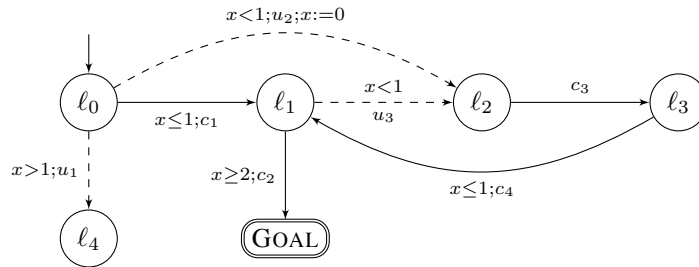 x<1;u₂;x:=0
ℓ₀
ℓ₁
x<1
u₃
ℓ₂
c₃
ℓ₃
x≤1;c₁
x>1;u₁
x≥2;c₂
x≤1;c₄
ℓ₄
GOAL